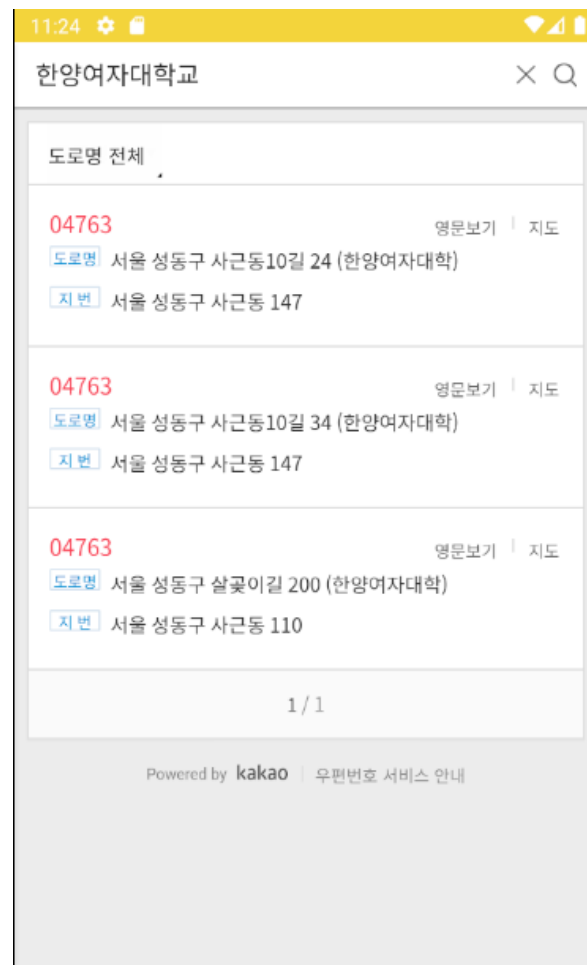 11:24
한양여자대학교
도로명 전체
04763 영문보기 지도
도로명 서울 성동구 사근동10길 24 (한양여자대학)
지번 서울 성동구 사근동 147
04763 영문보기 지도
도로명 서울 성동구 사근동10길 34 (한양여자대학)
지번 서울 성동구 사근동 147
04763 영문보기 지도
도로명 서울 성동구 살곶이길 200 (한양여자대학)
지번 서울 성동구 사근동 110
1 / 1
Powered by kakao 우편번호 서비스 안내